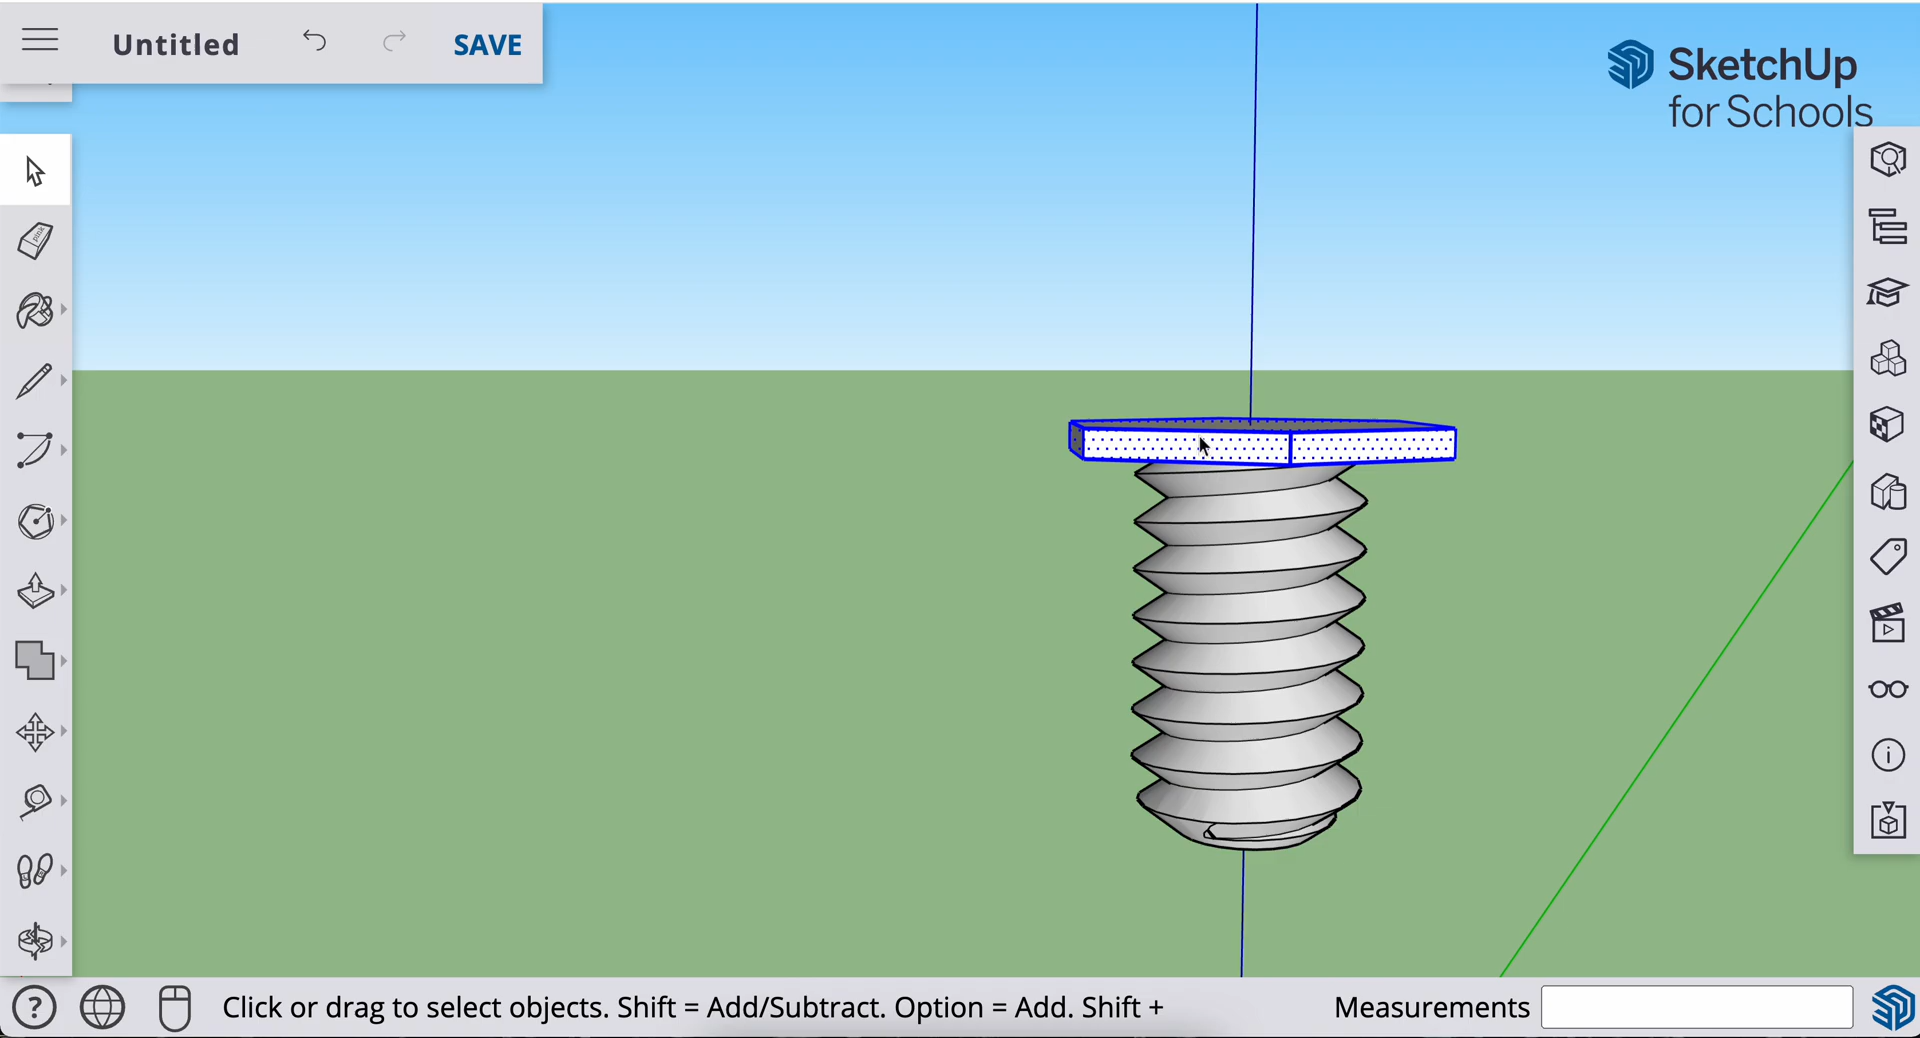 Untitled
SAVE
SketchUp
for Schools
Click or drag to select objects. Shift = Add/Subtract. Option = Add. Shift +
Measurements